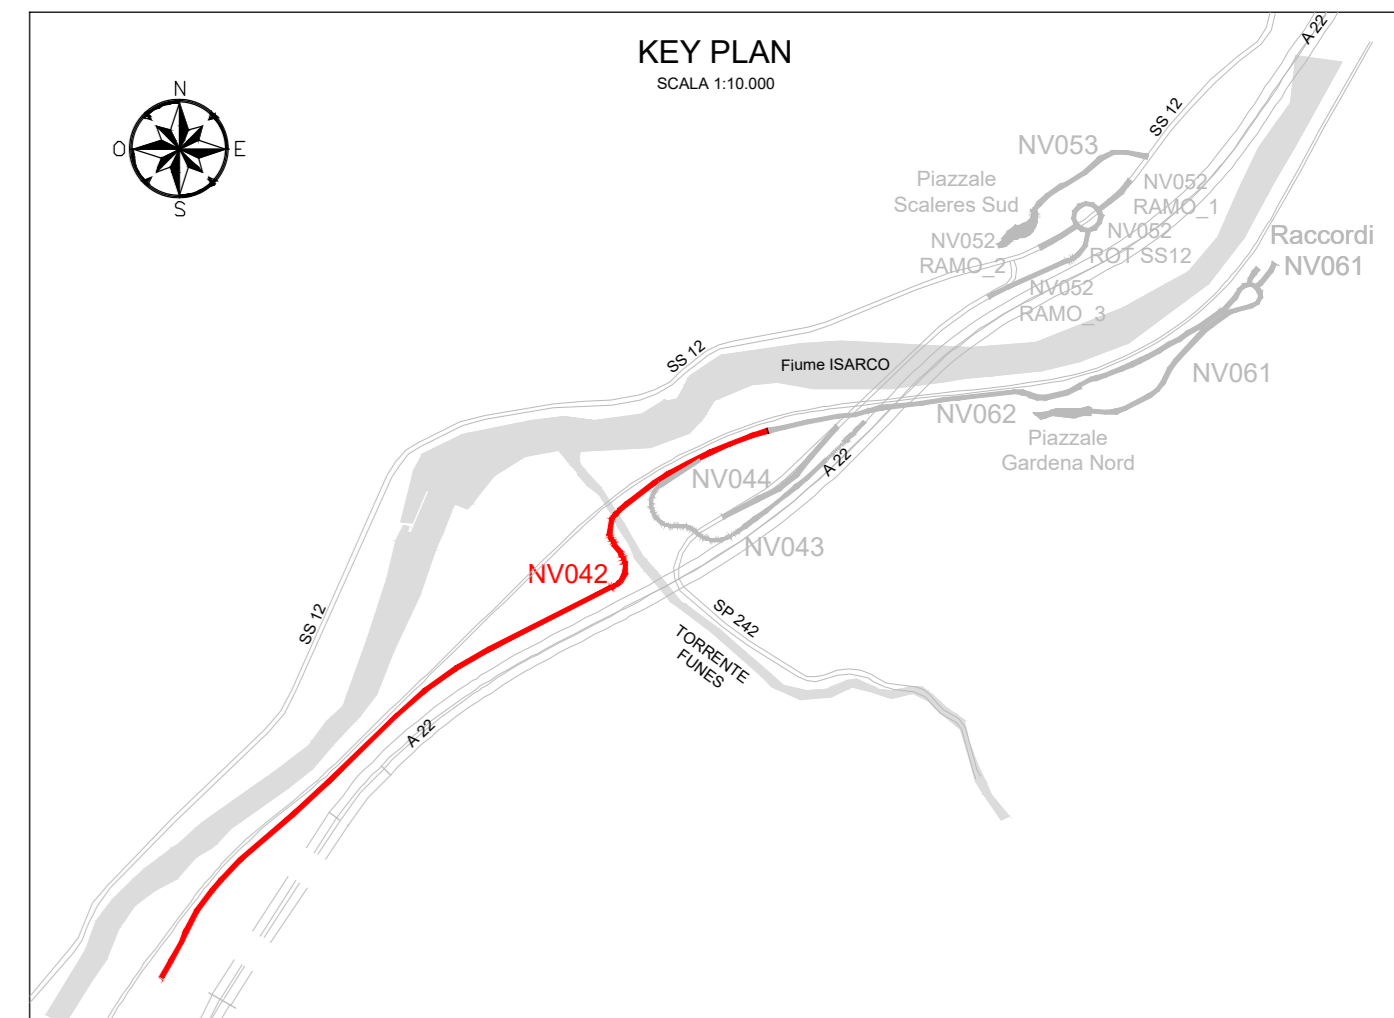 KEY PLAN
SCALA 1:10.000
N
O
E
S
A 22
SS 12
NV053
Piazzale
Scaleres Sud
NV052
RAMO_1
NV052
RAMO_2
NV052
ROT SS12
Raccordi
NV061
NV052
RAMO_3
SS 12
Fiume ISARCO
NV061
NV062
Piazzale
Gardena Nord
NV044
A 22
NV043
NV042
SS 12
SP 242
TORRENTE
FUNES
A 22